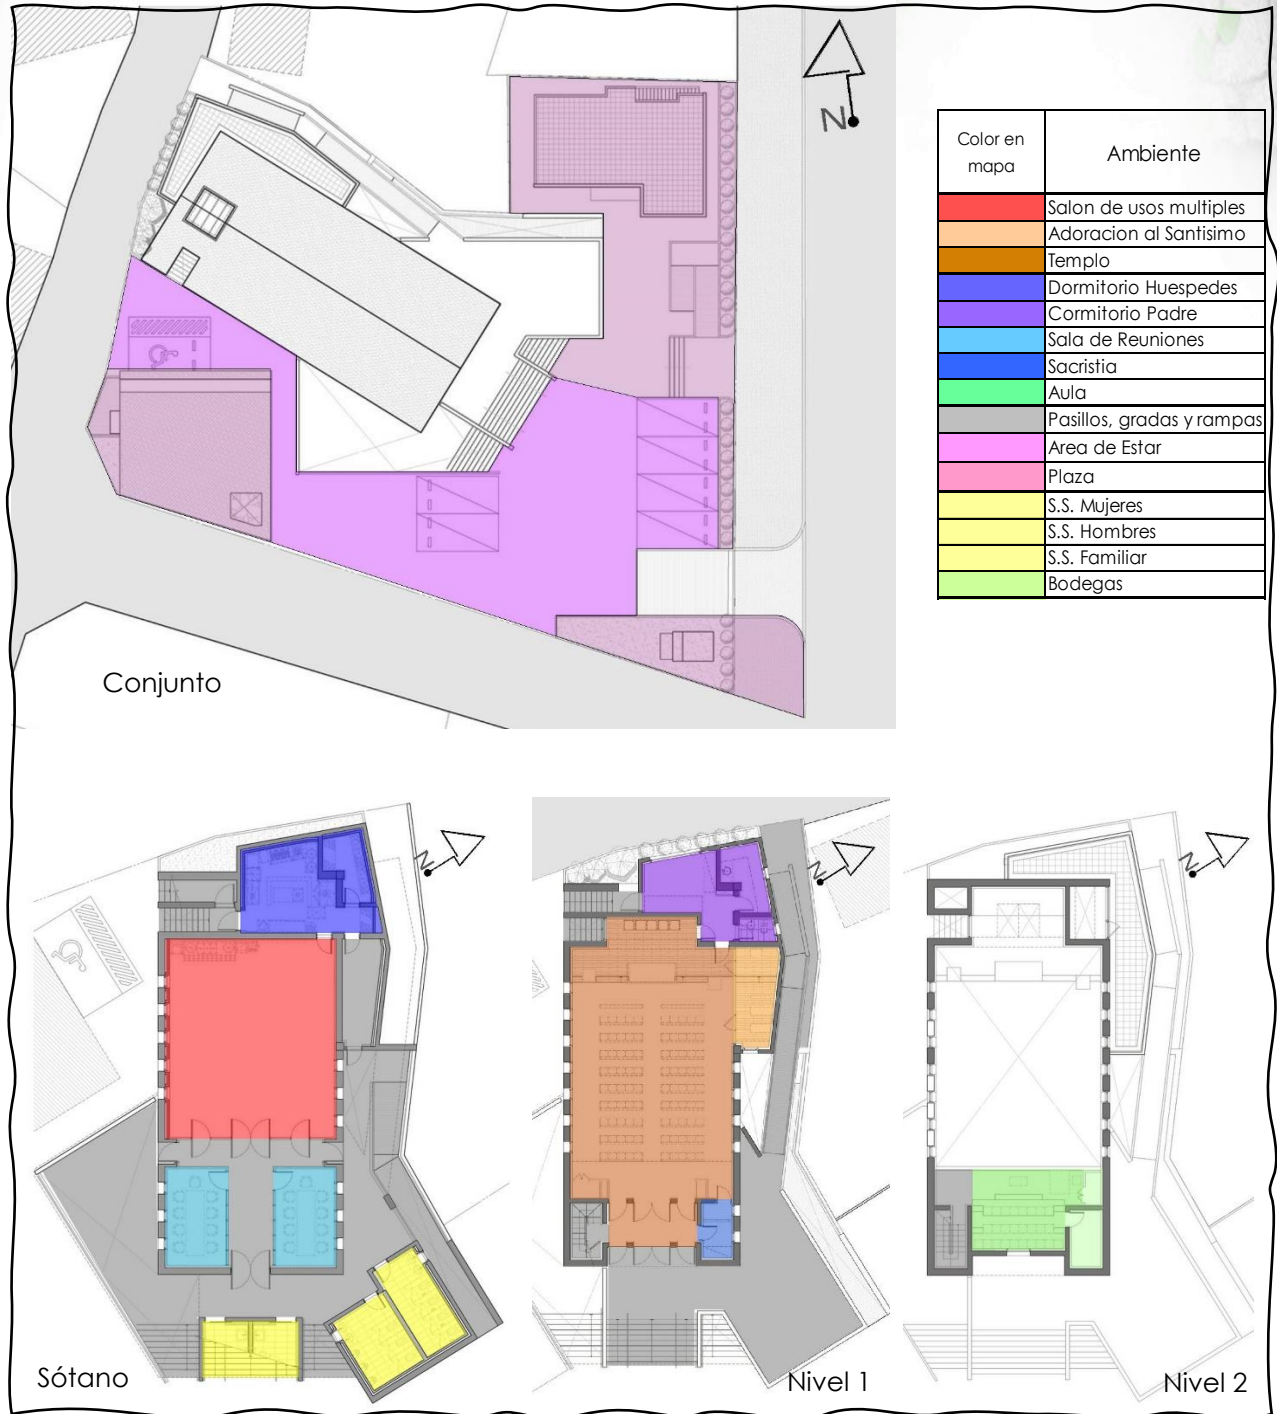 N
Color en
mapa
Ambiente
Salon de usos multiples
Adoracion al Santisimo
Templo
Dormitorio Huespedes
Cormitorio Padre
Sala de Reuniones
Sacristia
Aula
Pasillos, gradas y rampas
Area de Estar
Plaza
S.S. Mujeres
S.S. Hombres
S.S. Familiar
Bodegas
Conjunto
N
N
N
Sótano
Nivel 1
Nivel 2